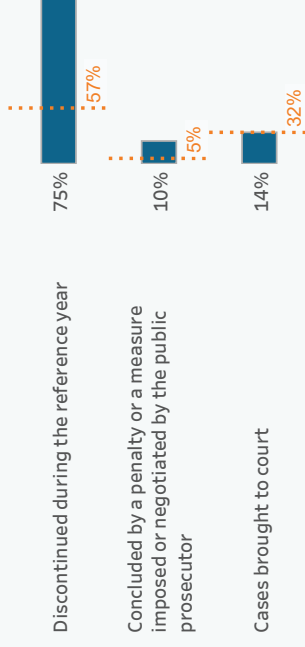 Discontinued during the reference year
75%
57%
Concluded by a penalty or a measure
imposed or negotiated by the public
prosecutor
10%
5%
Cases brought to court
14%
32%